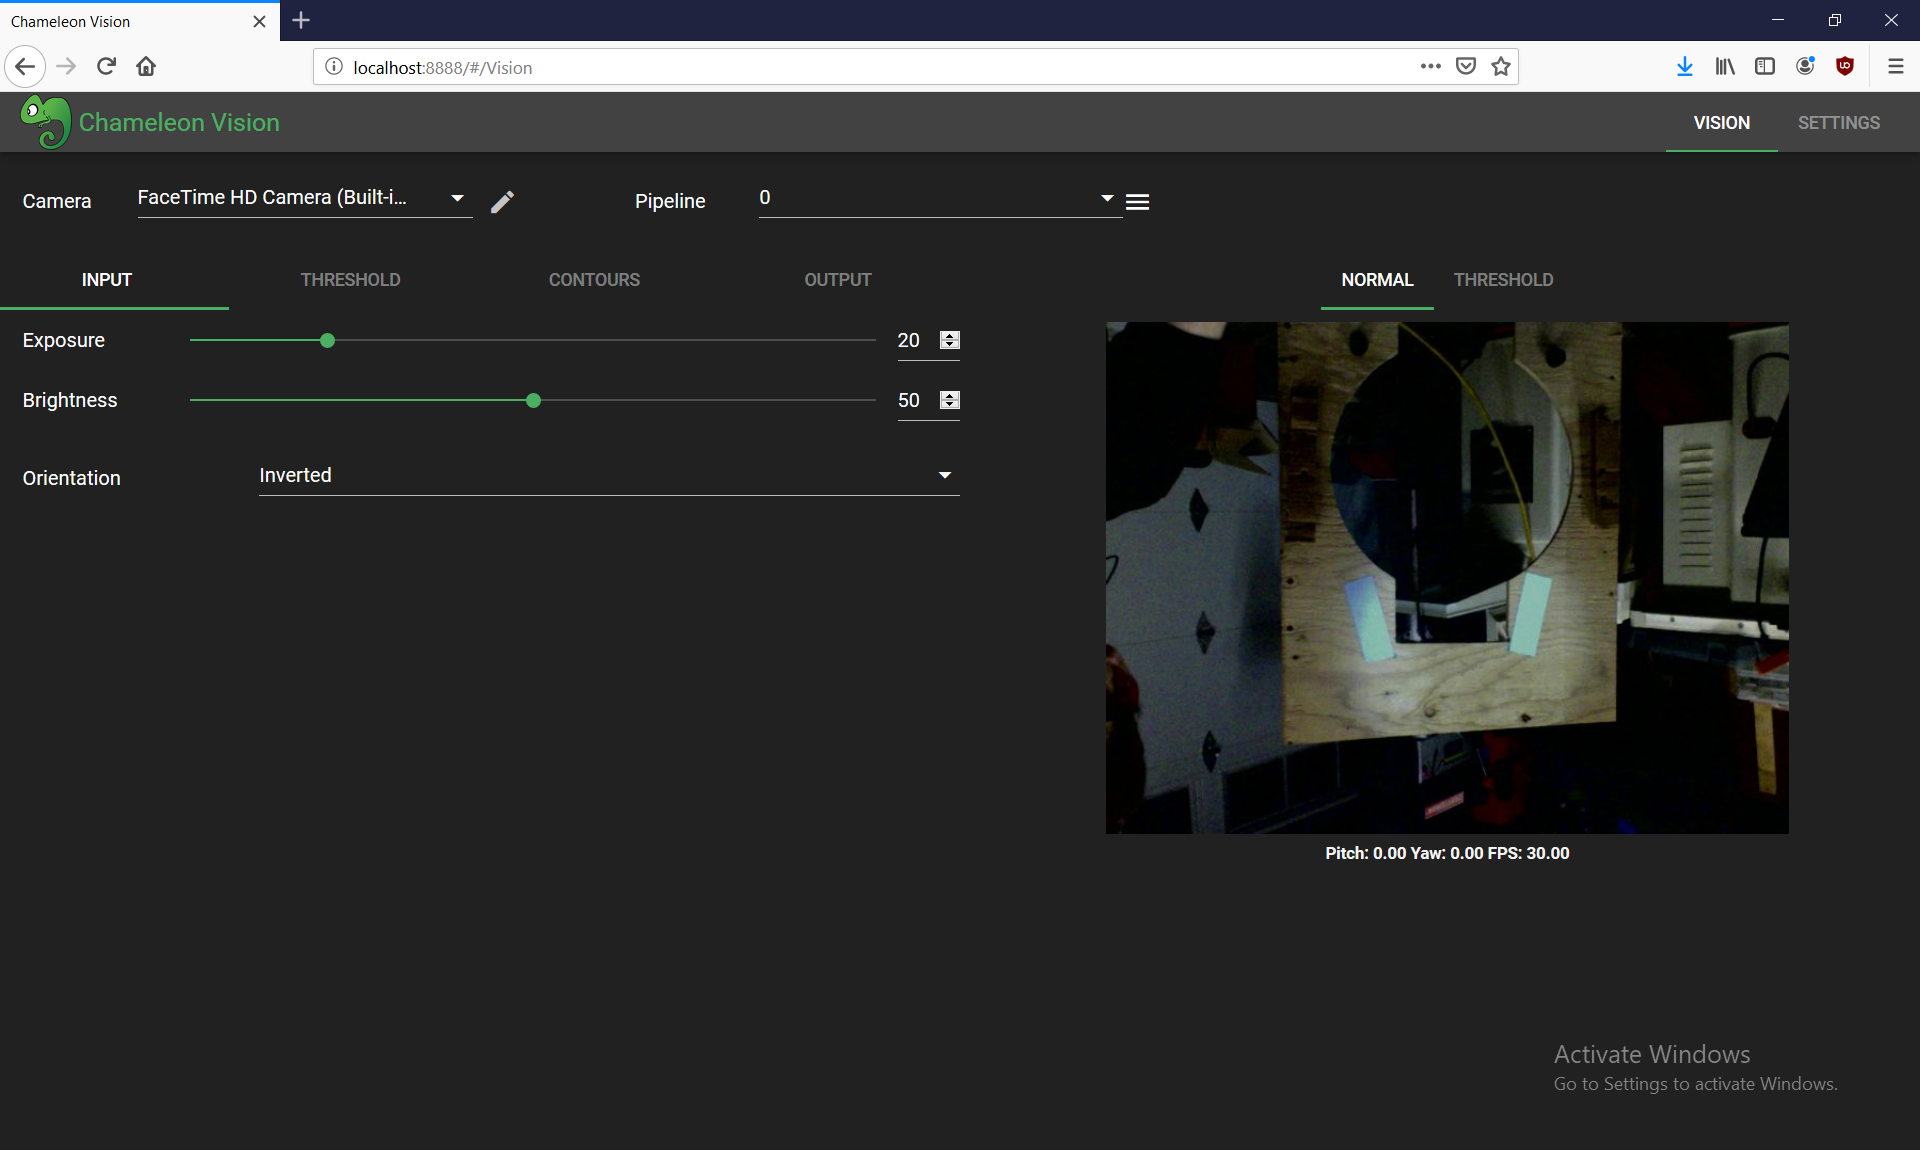 Chameleon Vision
localhost:8888/#/Vision
Chameleon Vision
VISION SETTINGS
Camera FaceTime HD Camera (Built-i... Pipeline 0
INPUT THRESHOLD CONTOURS OUTPUT NORMAL THRESHOLD
Exposure 20
Brightness 50
Orientation Inverted
Pitch: 0.00 Yaw: 0.00 FPS: 30.00
Activate Windows
Go to Settings to activate Windows.